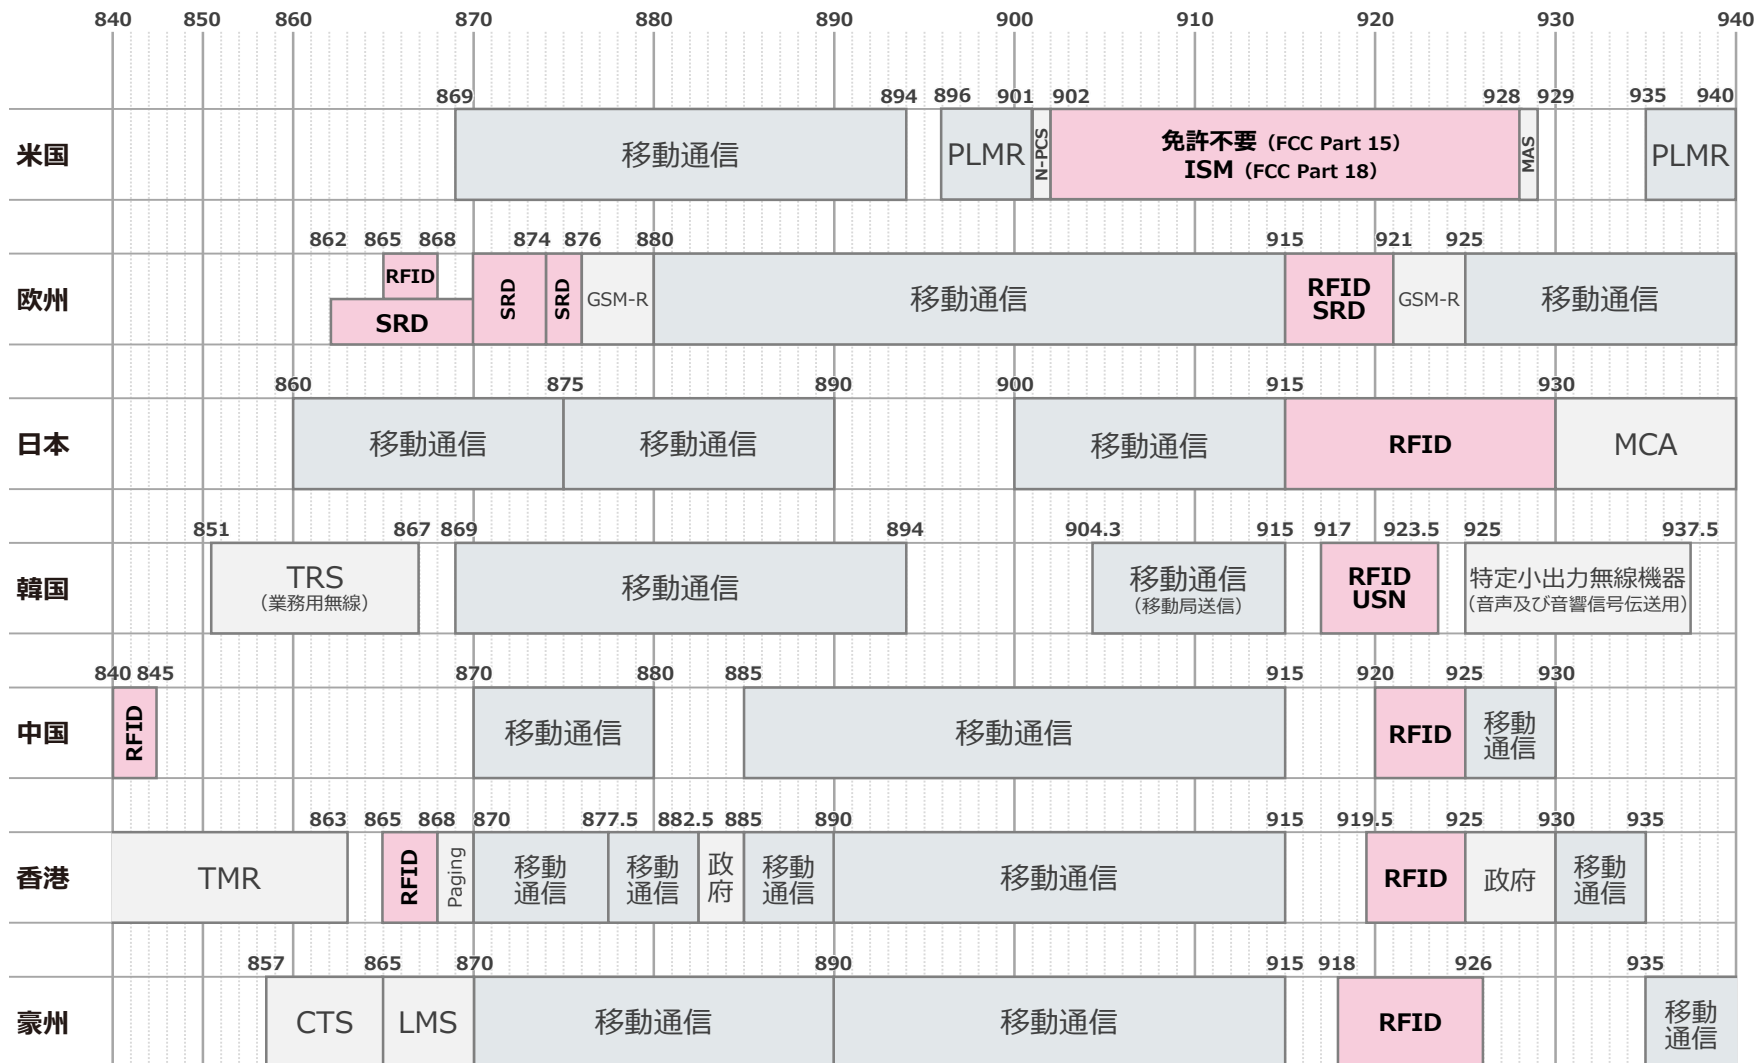 840 850 860 870 880 890 900 910 920 930 940
869 894 896 901 902 928 929 935 940
米国 移動通信 PLMR N-PCS 免許不要 (FCC Part 15) MAS PLMR
ISM (FCC Part 18)
862 865 868 874 876 880 915 921 925
欧州 RFID SRD SRD SRD GSM-R 移動通信 RFID GSM-R 移動通信
SRD
860 875 890 900 915 930
日本 移動通信 移動通信 移動通信 RFID MCA
851 867 869 894 904.3 915 917 923.5 925 937.5
韓国 TRS 移動通信 移動通信 RFID 特定小出力無線機器
(業務用無線) (移動局送信) USN (音声及び音響信号伝送用)
840 845 870 880 885 915 920 925 930
中国 RFID 移動通信 移動通信 RFID 移動
通信
863 865 868 870 877.5 882.5 885 890 915 919.5 925 930 935
香港 TMR RFID Paging 移動 移動 政 移動 移動通信 RFID 政府 移動
通信 通信 府 通信 通信
857 865 870 890 915 918 926 935
豪州 CTS LMS 移動通信 移動通信 RFID 移動
通信